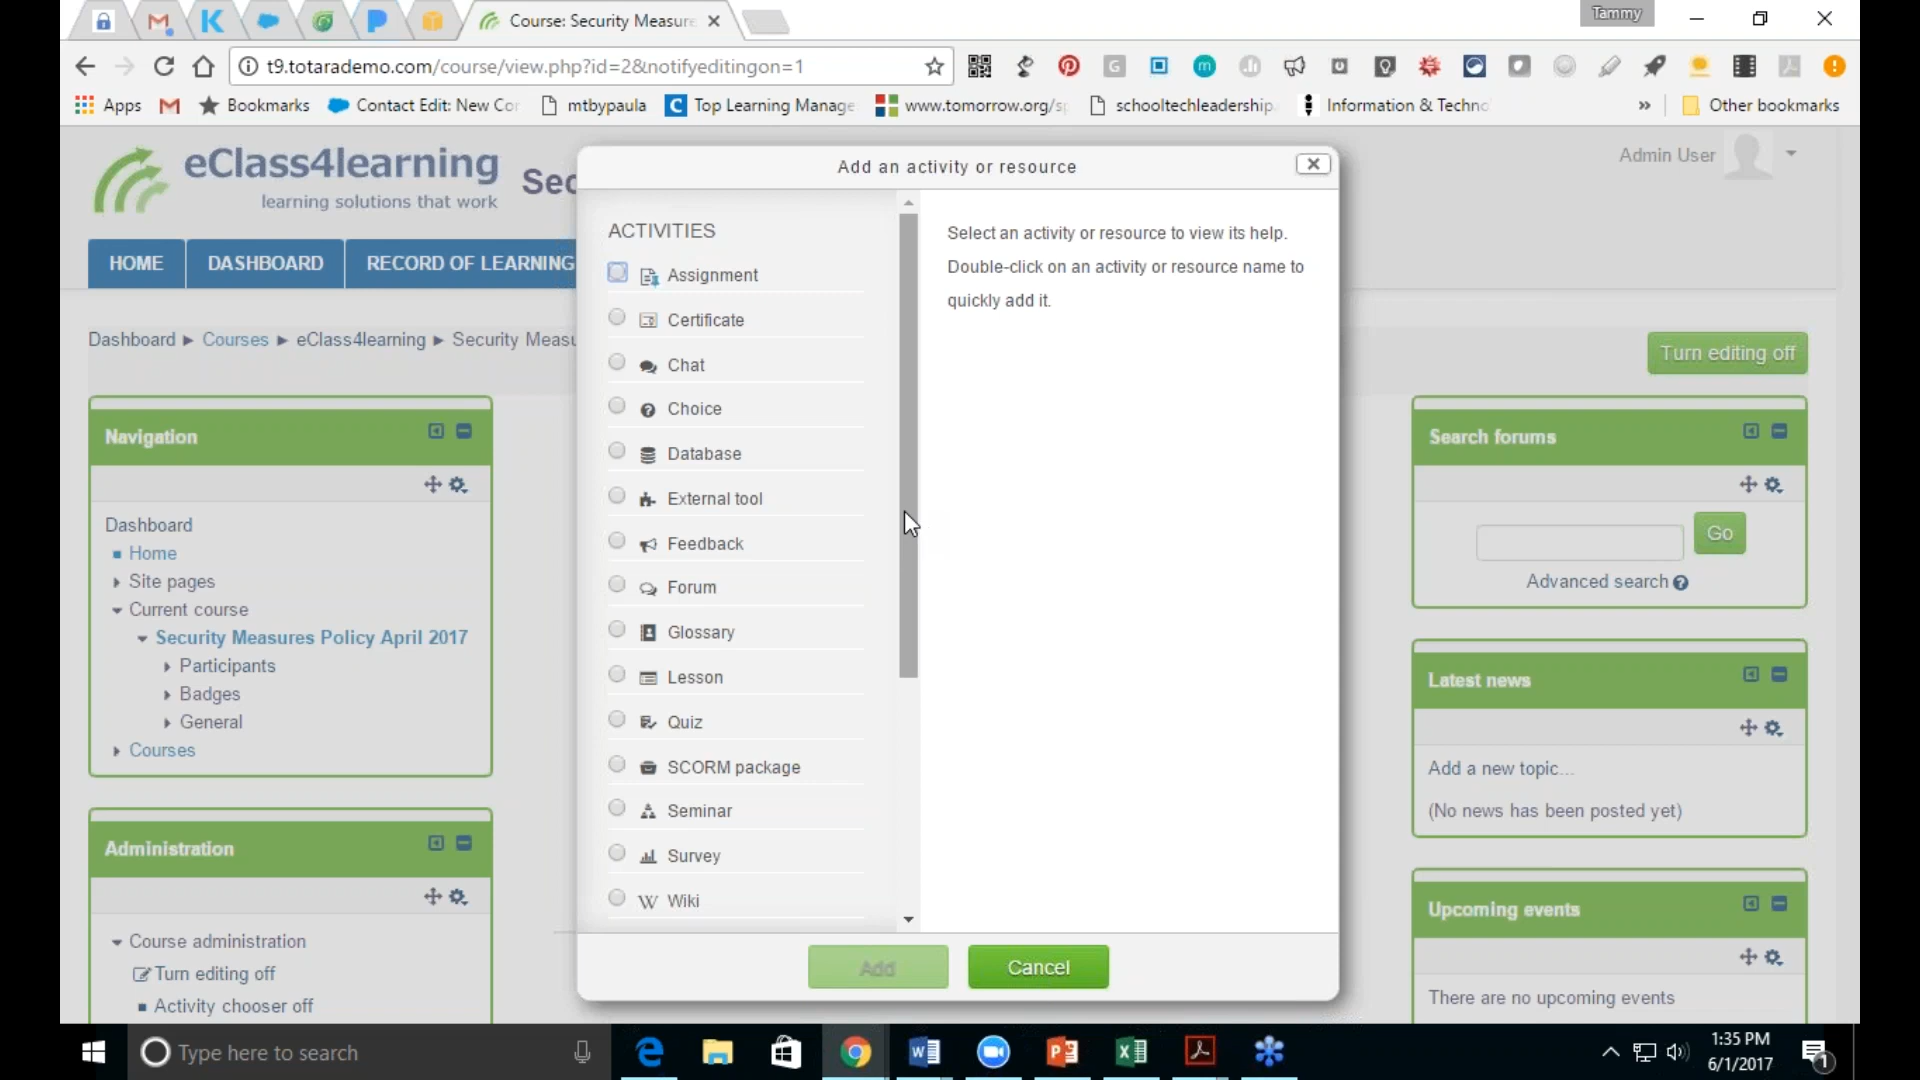 Course: Security Measure
Tammy
t9.totarademo.com/course/view.php?id=2&notifyeditingon=1
Apps
Bookmarks
Contact Edit: New Cor
mtbypaula
Top Learning Manage
www.tomorrow.org/sp
schooltechleadership.
Information & Techno
»
Other bookmarks
eClass4learning
learning solutions that work
Sec
Admin User
HOME
DASHBOARD
RECORD OF LEARNING
Dashboard ► Courses ► eClass4learning ► Security Measu
Turn editing off
Add an activity or resource
ACTIVITIES
Assignment
Certificate
Chat
Choice
Database
External tool
Feedback
Forum
Glossary
Lesson
Quiz
SCORM package
Seminar
Survey
Wiki
Select an activity or resource to view its help.
Double-click on an activity or resource name to
quickly add it.
Add
Cancel
Navigation
Dashboard
Home
Site pages
Current course
Security Measures Policy April 2017
Participants
Badges
General
Courses
Administration
Course administration
Turn editing off
Activity chooser off
Search forums
Go
Advanced search
Latest news
Add a new topic...
(No news has been posted yet)
Upcoming events
There are no upcoming events
Type here to search
1:35 PM
6/1/2017
1